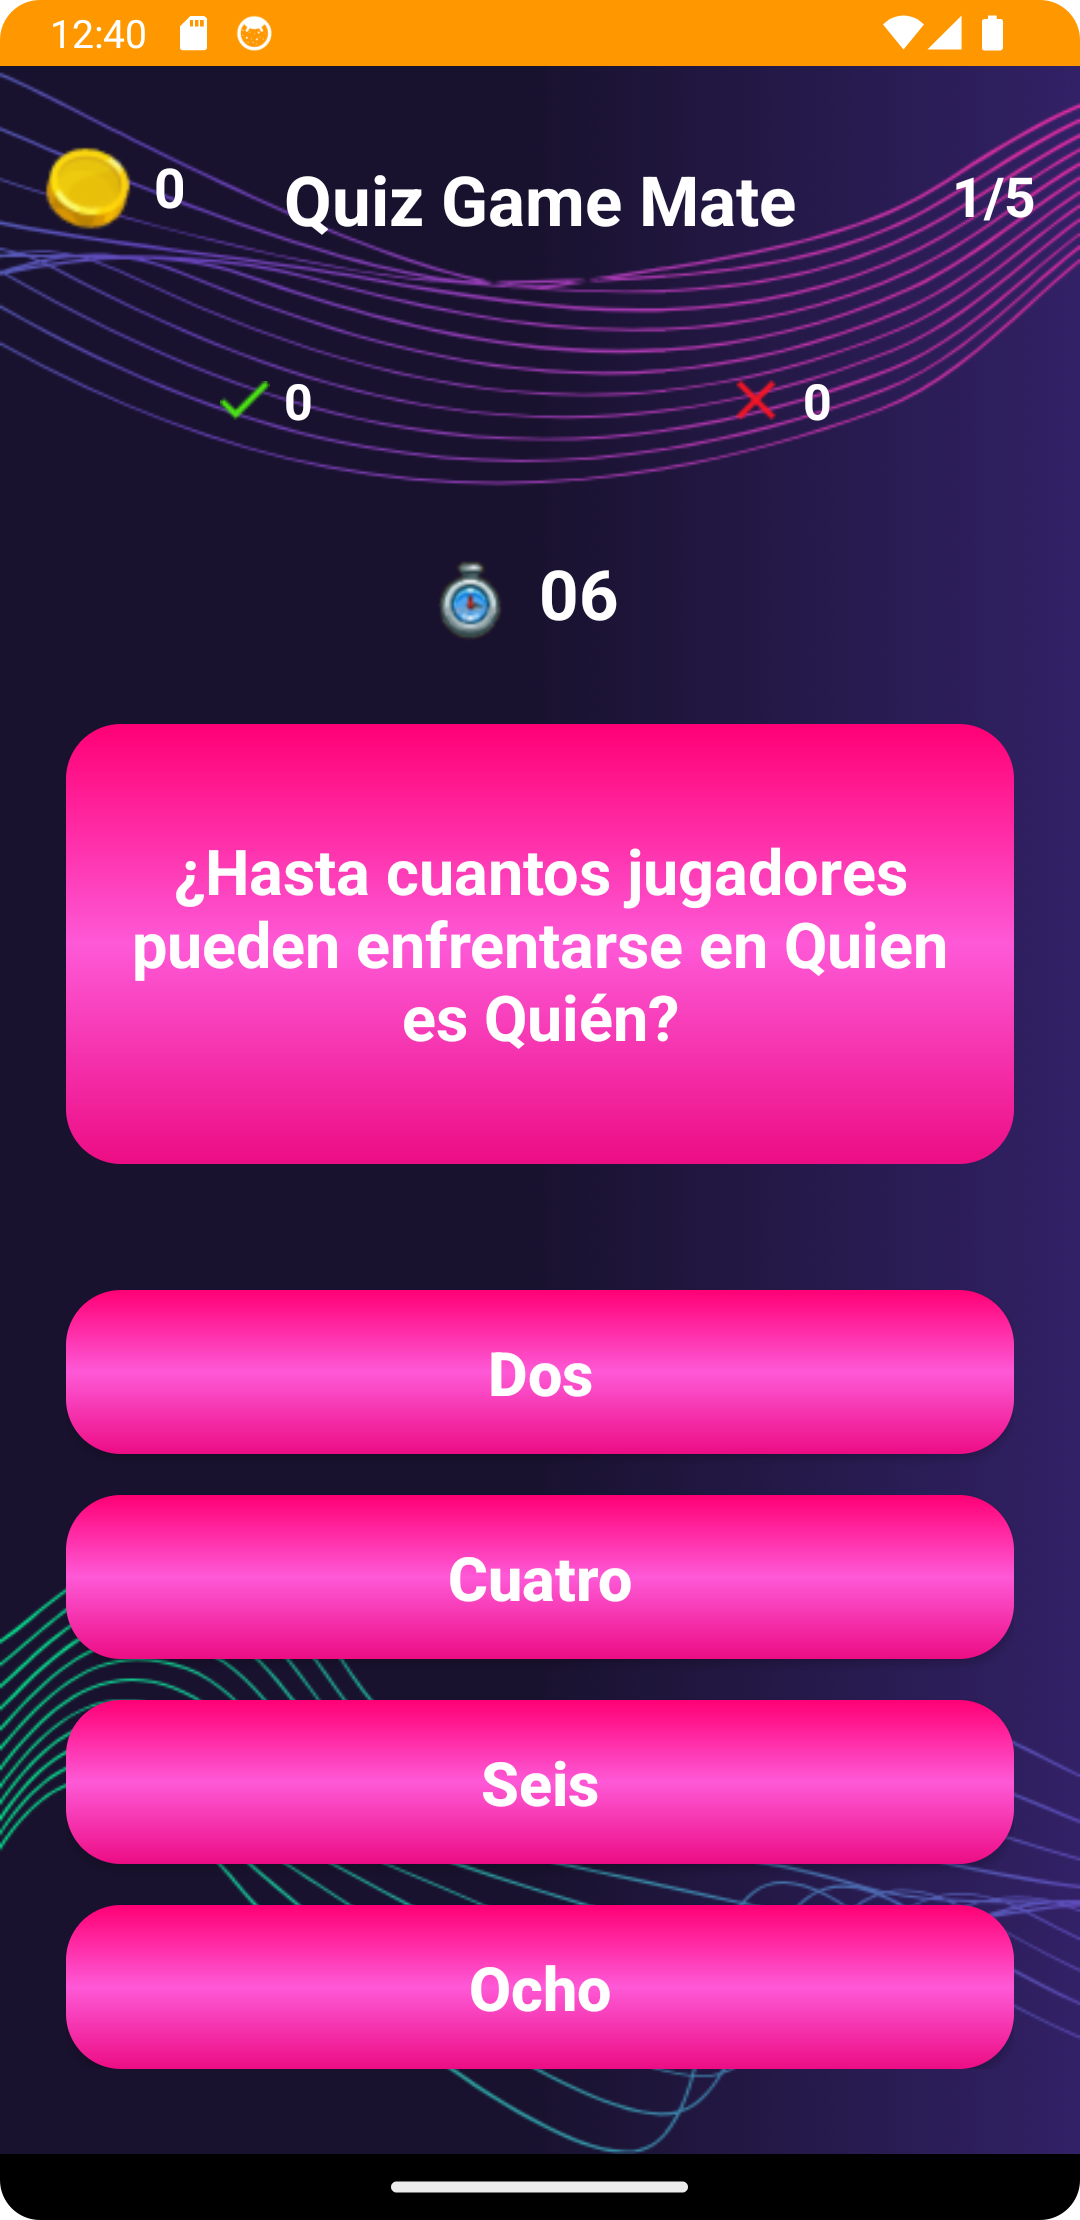 12:40
0
Quiz Game Mate
1/5
0
0
06
¿Hasta cuantos jugadores
pueden enfrentarse en Quien
es Quién?
Dos
Cuatro
Seis
Ocho